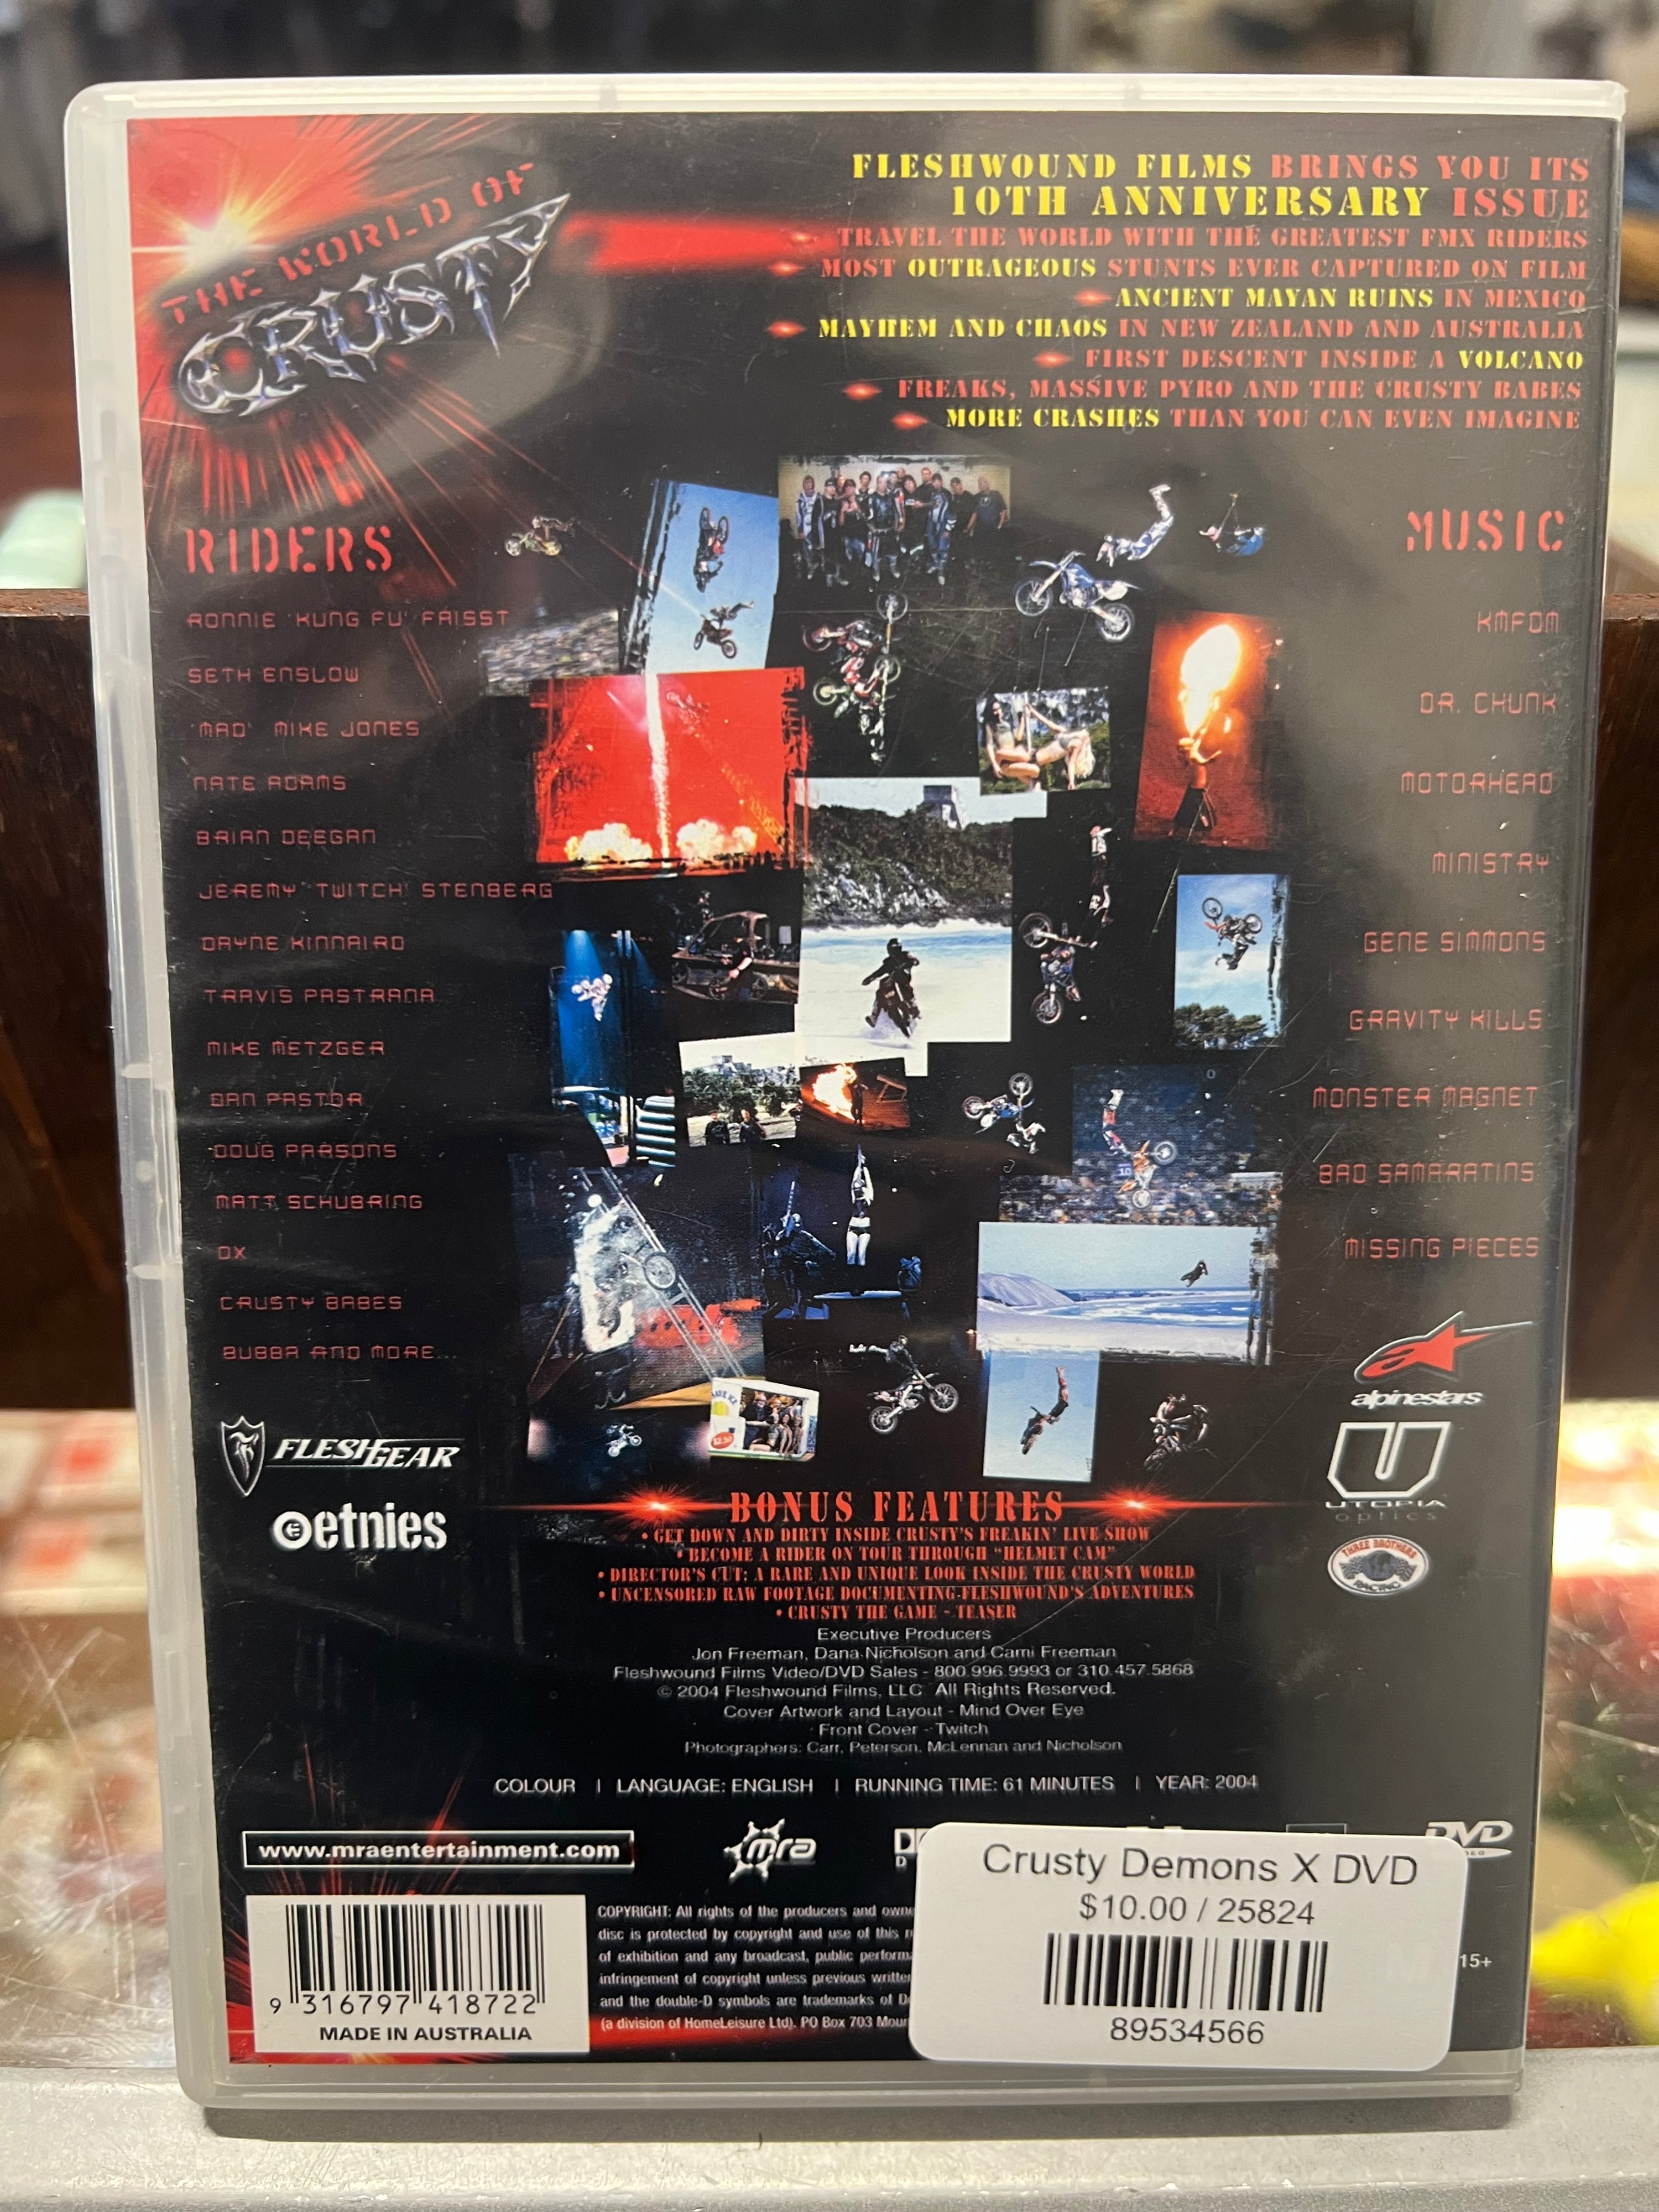 THE WORLD OF
CRUSTY
FLESHWOUND FILMS BRINGS YOU ITS
10TH ANNIVERSARY ISSUE
TRAVEL THE WORLD WITH THE GREATEST FMX RIDERS
MOST OUTRAGEOUS STUNTS EVER CAPTURED ON FILM
ANCIENT MAYAN RUINS IN MEXICO
MAYHEM AND CHAOS IN NEW ZEALAND AND AUSTRALIA
FIRST DESCENT INSIDE A VOLCANO
FREAKS, MASSIVE PYRO AND THE CRUSTY BABES
MORE CRASHES THAN YOU CAN EVEN IMAGINE
RIDERS
RONNIE 'KUNG FU' FAISST
SETH ENSLOW
'MAD' MIKE JONES
NATE ADAMS
BRIAN DEEGAN
JEREMY 'TWITCH' STENBERG
DAYNE KINNAIRD
TRAVIS PASTRANA
MIKE METZGER
DAN PASTOR
DOUG PARSONS
MATT SCHUBRING
OX
CRUSTY BABES
BUBBA AND MORE...
MUSIC
KMFDM
DR. CHUNK
MOTORHEAD
MINISTRY
GENE SIMMONS
GRAVITY KILLS
MONSTER MAGNET
BAD SAMARATINS
MISSING PIECES
FLESHGEAR
etnies
alpinestars
UTOPIA
optics
THREE BROTHERS
RACING
BONUS FEATURES
• GET DOWN AND DIRTY INSIDE CRUSTY'S FREAKIN' LIVE SHOW
• BECOME A RIDER ON TOUR THROUGH "HELMET CAM"
• DIRECTOR'S CUT: A RARE AND UNIQUE LOOK INSIDE THE CRUSTY WORLD
• UNCENSORED RAW FOOTAGE DOCUMENTING FLESHWOUND'S ADVENTURES
• CRUSTY THE GAME - TEASER
Executive Producers
Jon Freeman, Dana Nicholson and Cami Freeman
Fleshwound Films Video/DVD Sales - 800.996.9993 or 310.457.5868
© 2004 Fleshwound Films, LLC All Rights Reserved.
Cover Artwork and Layout - Mind Over Eye
Front Cover - Twitch
Photographers: Carr, Peterson, McLennan and Nicholson
COLOUR | LANGUAGE: ENGLISH | RUNNING TIME: 61 MINUTES | YEAR: 2004
www.mraentertainment.com
mra
DVD
COPYRIGHT: All rights of the producers and
disc is protected by copyright and use of this
of exhibition and any broadcast, public
infringement of copyright unless previous
and the double-D symbols are trademarks of
(a division of HomeLeisure Ltd). PO Box 703
9 316797 418722
MADE IN AUSTRALIA
15+
Crusty Demons X DVD
$10.00 / 25824
89534566